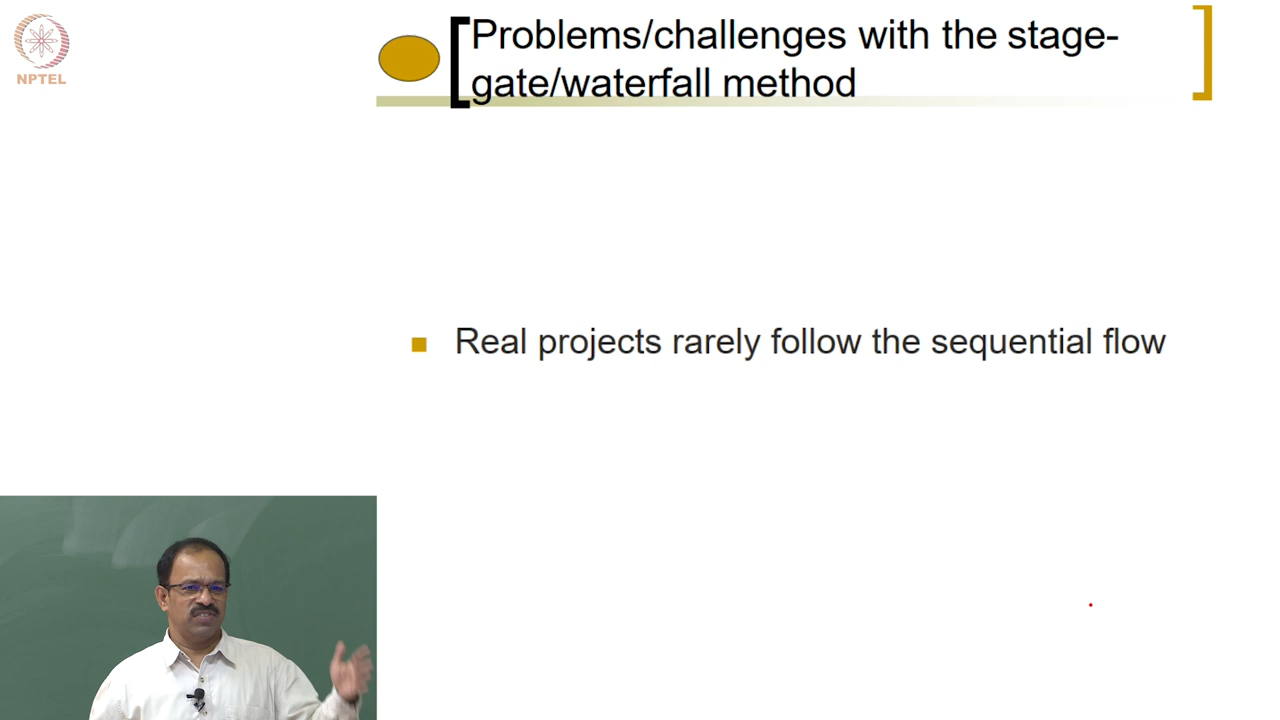 NPTEL
Problems/challenges with the stage-
gate/waterfall method
Real projects rarely follow the sequential flow